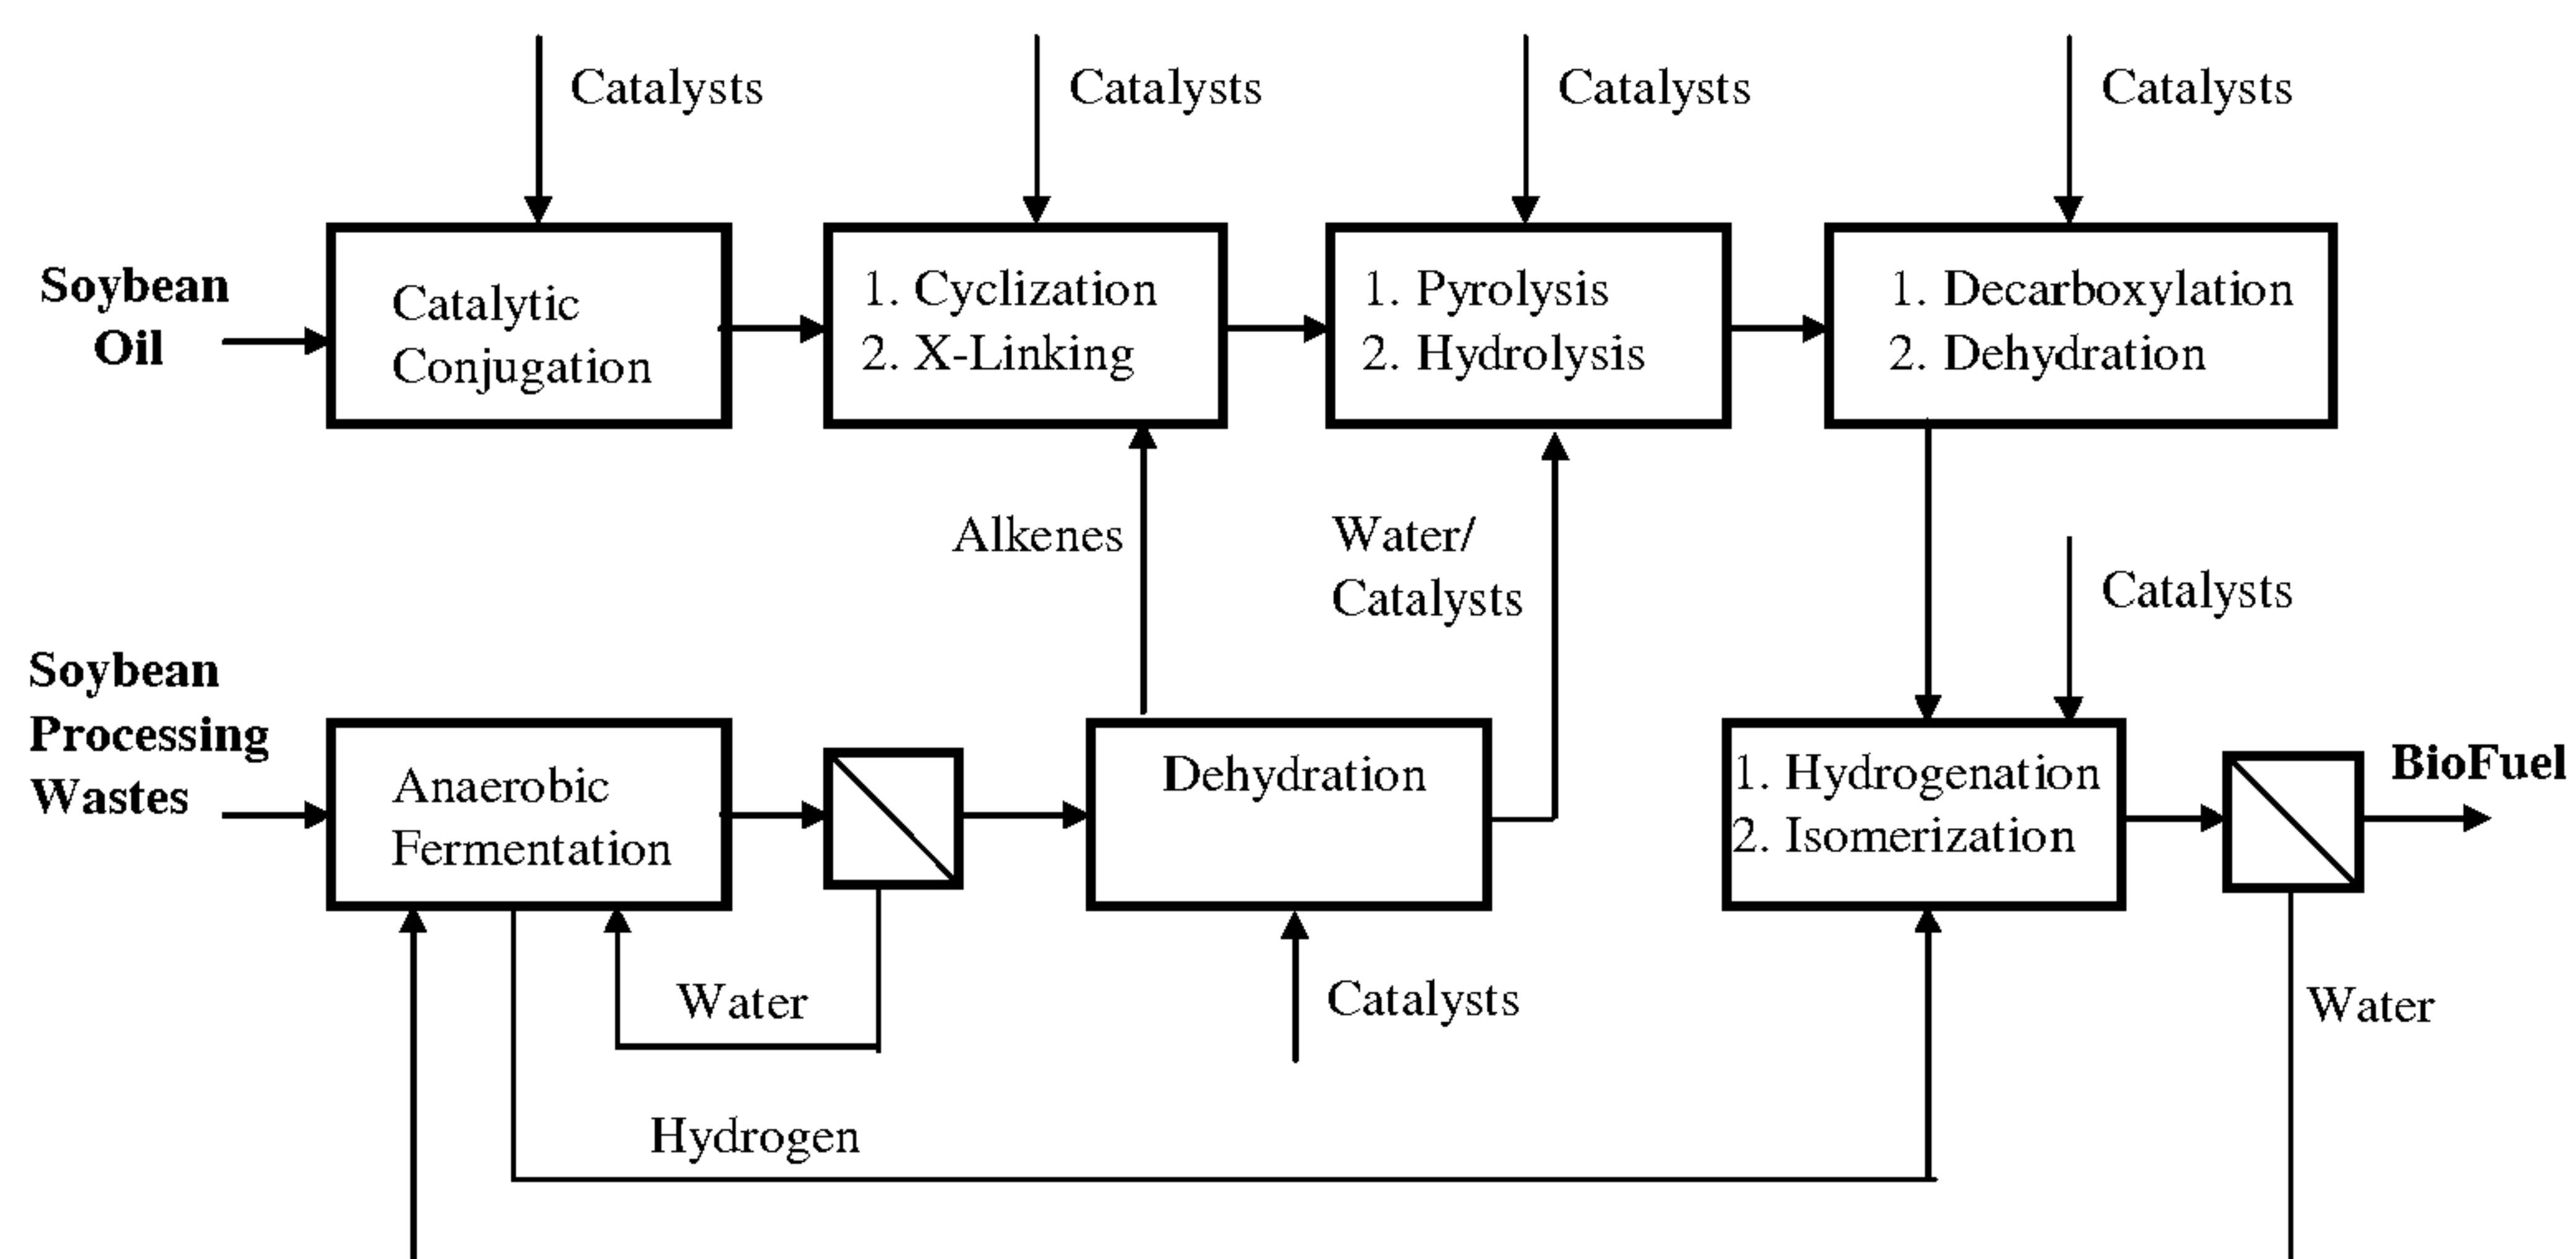 Catalysts
Catalysts
Catalysts
Catalysts
Soybean
Oil
Catalytic
Conjugation
1. Cyclization
2. X-Linking
1. Pyrolysis
2. Hydrolysis
1. Decarboxylation
2. Dehydration
Alkenes
Water/
Catalysts
Catalysts
Soybean
Processing
Wastes
Anaerobic
Fermentation
Dehydration
1. Hydrogenation
2. Isomerization
BioFuel
Water
Catalysts
Water
Hydrogen